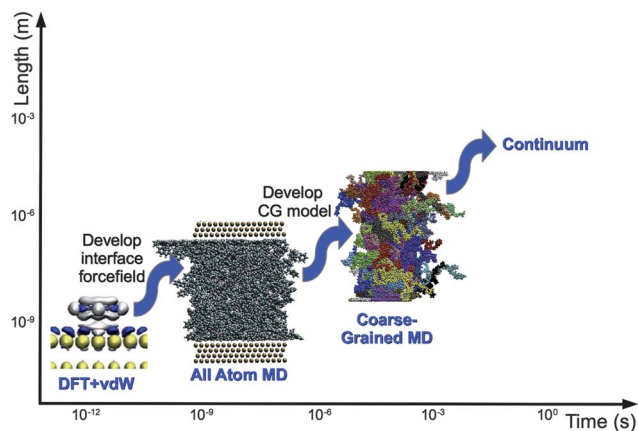 Length (m)
10-3
10-6
10-9
Continuum
Develop
CG model
Develop
interface
forcefield
Coarse-
Grained MD
All Atom MD
DFT+vdW
10-12
10-9
10-6
10-3
100
Time (s)